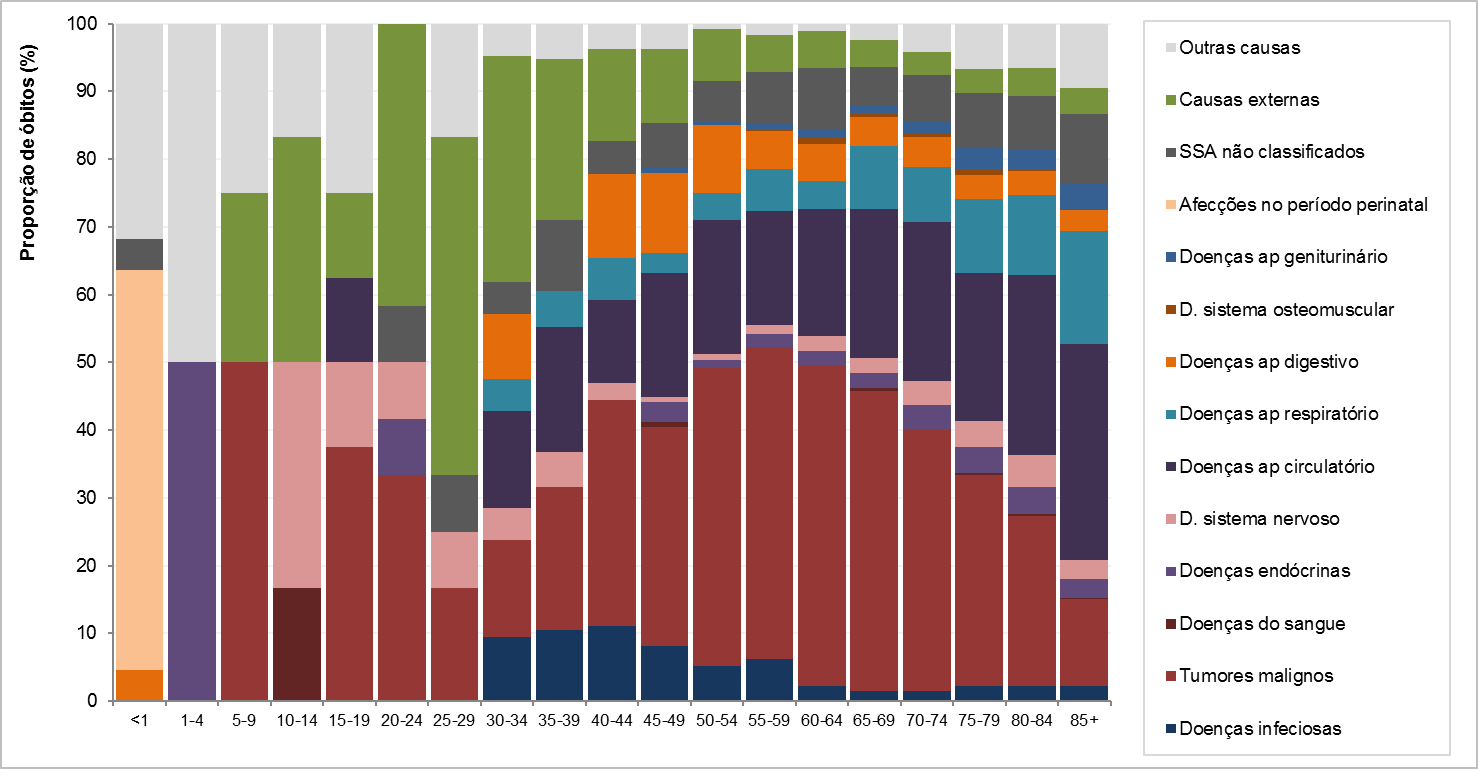 Proporção de óbitos (%)
100
90
80
70
60
50
40
30
20
10
0
<1 1-4 5-9 10-14 15-19 20-24 25-29 30-34 35-39 40-44 45-49 50-54 55-59 60-64 65-69 70-74 75-79 80-84 85+
Outras causas
Causas externas
SSA não classificados
Afecções no período perinatal
Doenças ap geniturinário
D. sistema osteomuscular
Doenças ap digestivo
Doenças ap respiratório
Doenças ap circulatório
D. sistema nervoso
Doenças endócrinas
Doenças do sangue
Tumores malignos
Doenças infeciosas